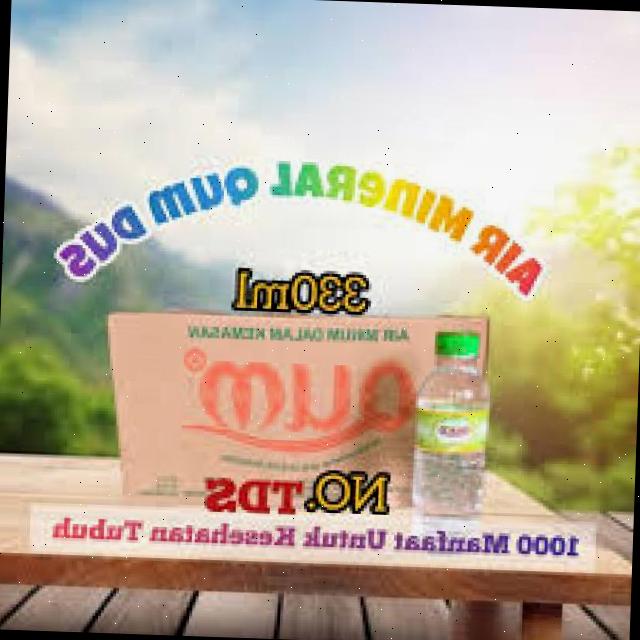 AIR MINERAL QUM DUS
330ml
AIR MINUM DALAM KEMASAN
Qum®
NO.TDS
1000 Manfaat Untuk Kesehatan Tubuh